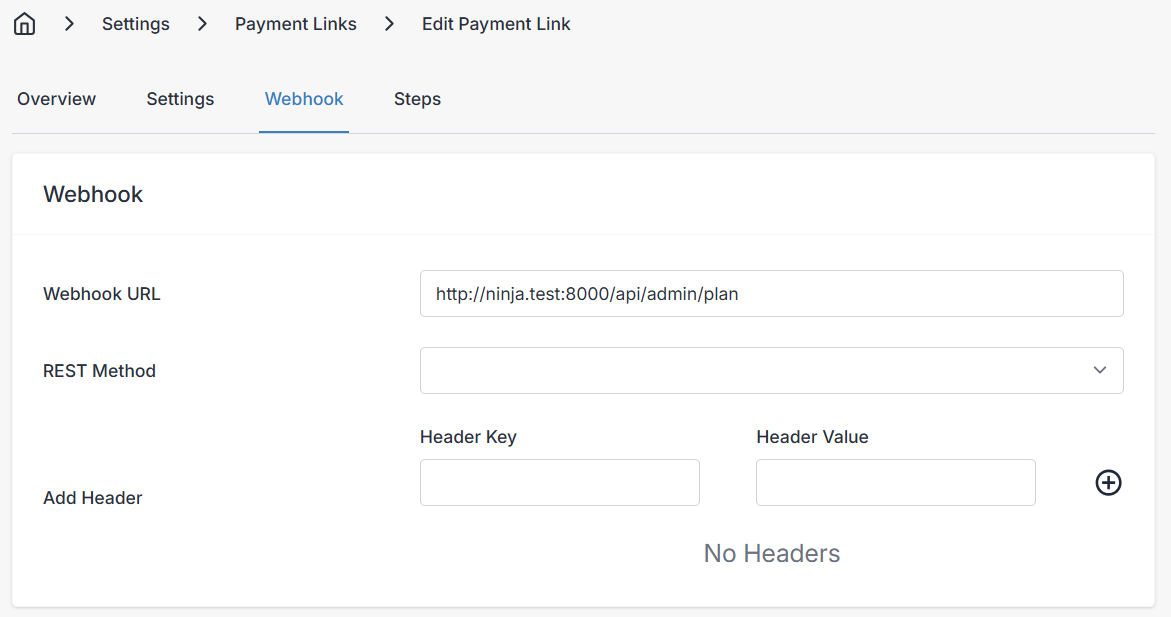 Settings Payment Links Edit Payment Link
Overview Settings Webhook Steps
Webhook
Webhook URL http://ninja.test:8000/api/admin/plan
REST Method
Header Key Header Value
Add Header
No Headers